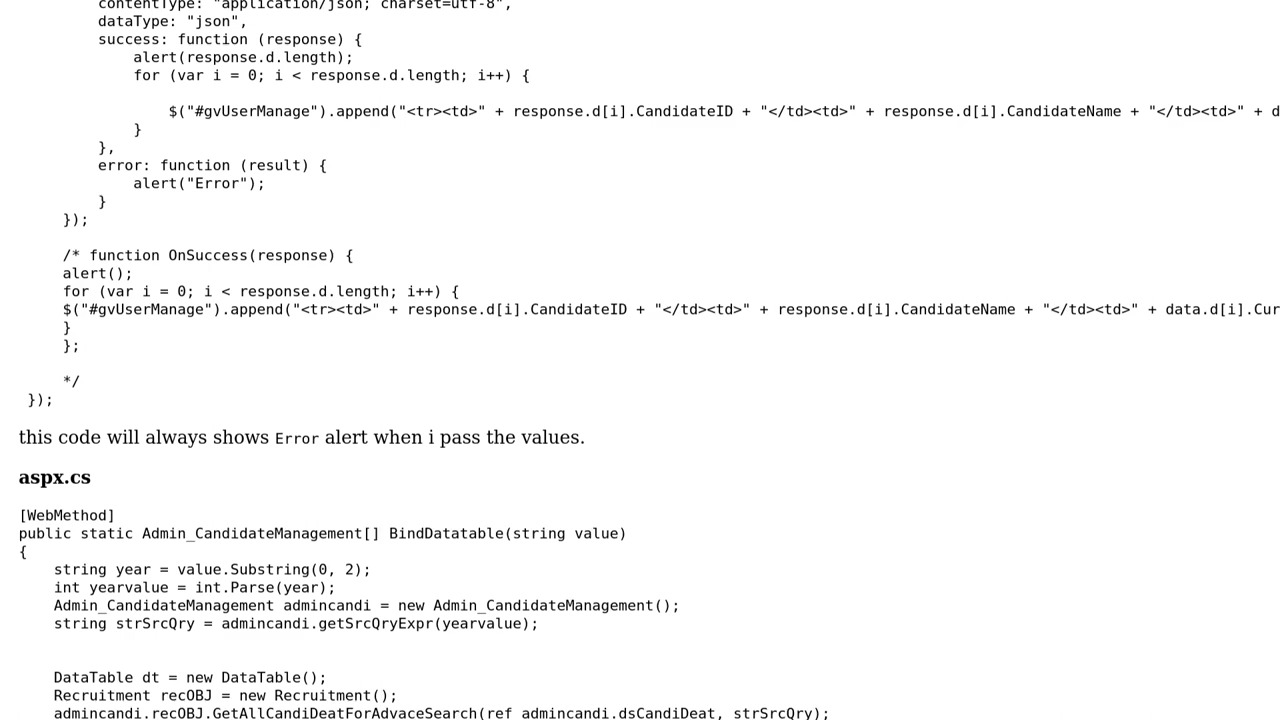 contentType: "application/json; charset=utf-8",
dataType: "json",
success: function (response) {
alert(response.d.length);
for (var i = 0; i < response.d.length; i++) {
$("#gvUserManage").append("<tr><td>" + response.d[i].CandidateID + "</td><td>" + response.d[i].CandidateName + "</td><td>" + d
}
},
error: function (result) {
alert("Error");
}
});
/* function OnSuccess(response) {
alert();
for (var i = 0; i < response.d.length; i++) {
$("#gvUserManage").append("<tr><td>" + response.d[i].CandidateID + "</td><td>" + response.d[i].CandidateName + "</td><td>" + data.d[i].Cur
}
};
*/
});
this code will always shows Error alert when i pass the values.
aspx.cs
[WebMethod]
public static Admin_CandidateManagement[] BindDatatable(string value)
{
string year = value.Substring(0, 2);
int yearvalue = int.Parse(year);
Admin_CandidateManagement admincandi = new Admin_CandidateManagement();
string strSrcQry = admincandi.getSrcQryExpr(yearvalue);
DataTable dt = new DataTable();
Recruitment recOBJ = new Recruitment();
admincandi.recOBJ.GetAllCandiDeatForAdvaceSearch(ref admincandi.dsCandiDeat, strSrcQry);